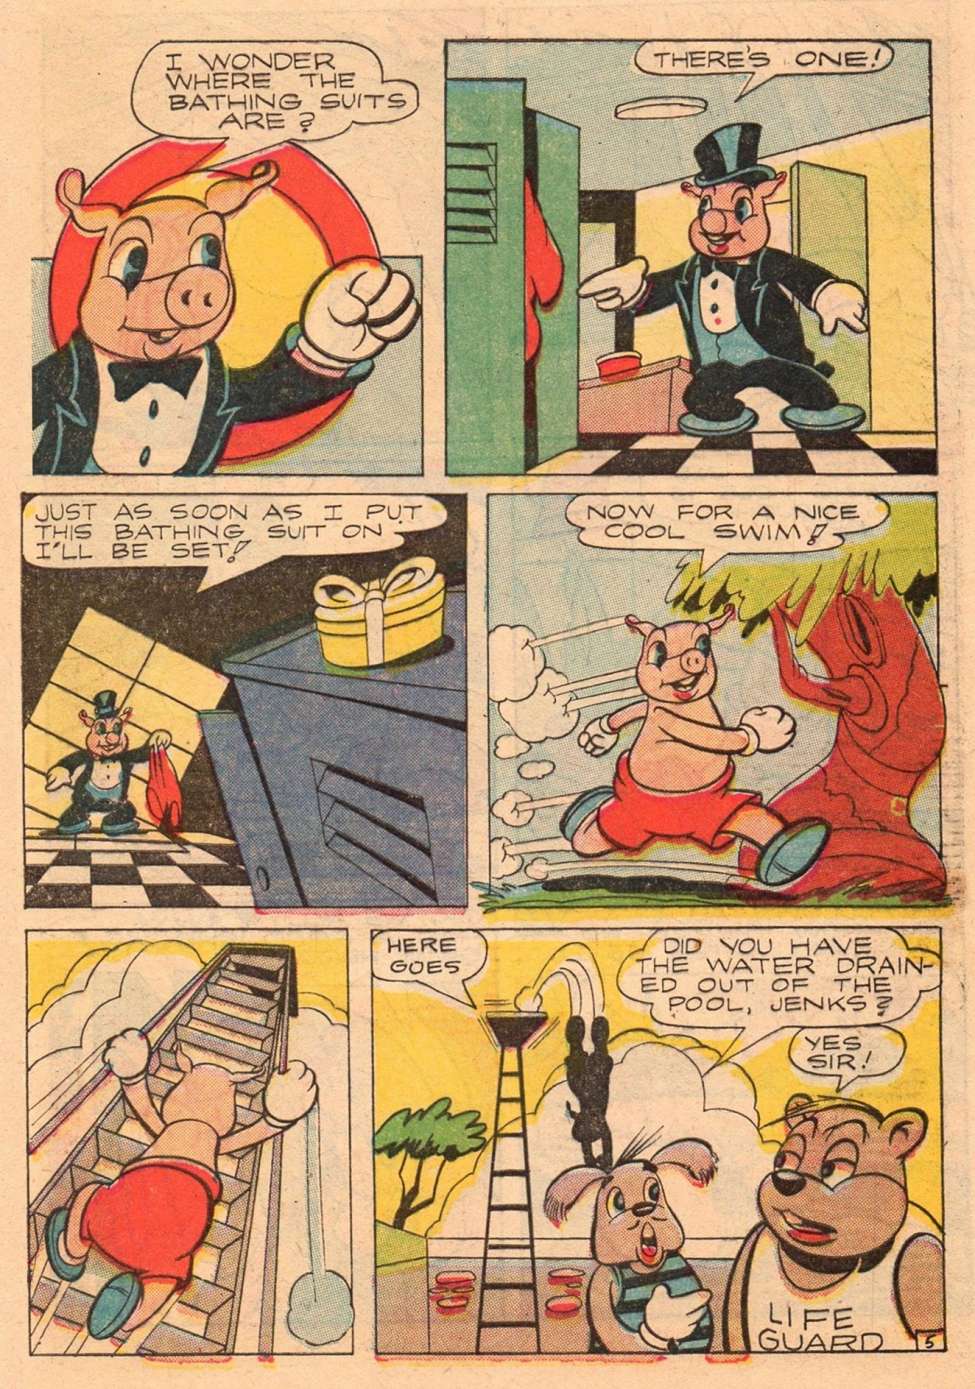 I WONDER
WHERE THE
BATHING SUITS
ARE?
THERE'S ONE!
JUST AS SOON AS I PUT
THIS BATHING SUIT ON
I'LL BE SET!
NOW FOR A NICE
COOL SWIM!
HERE
GOES
DID YOU HAVE
THE WATER DRAIN-
ED OUT OF THE
POOL, JENKS?
YES
SIR!
LIFE
GUARD
5